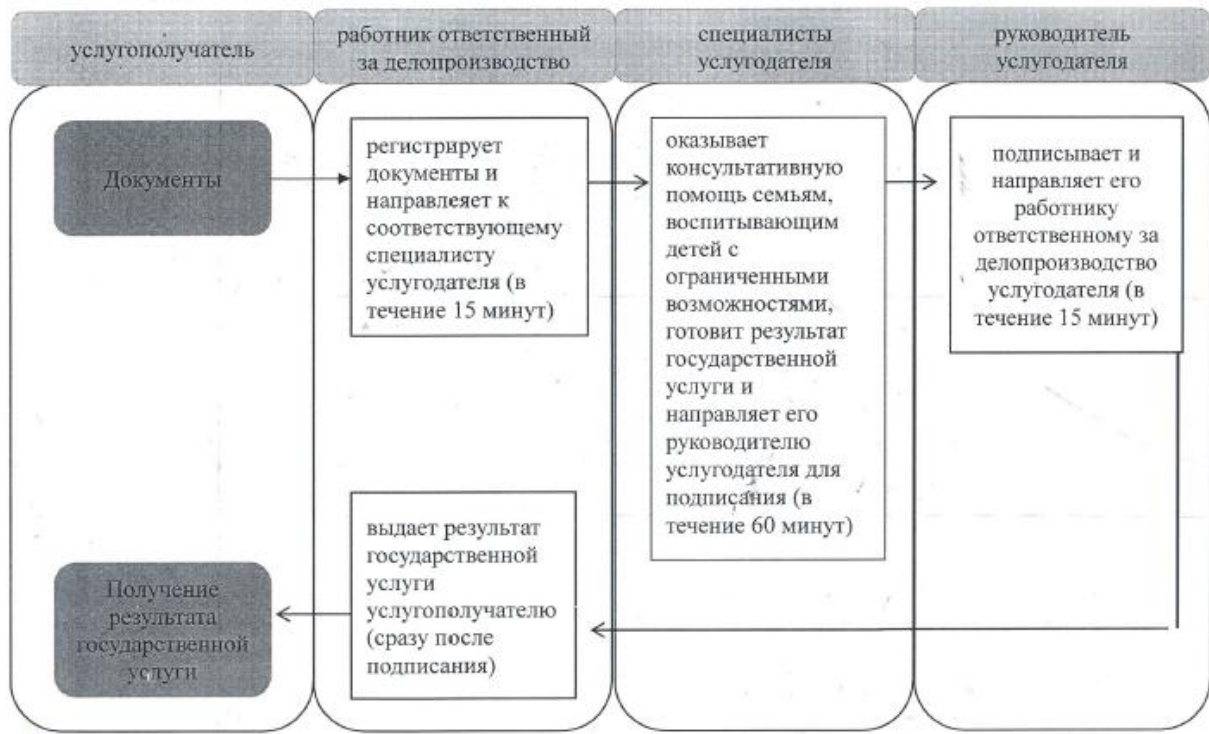 услугополучатель
работник ответственный
за делопроизводство
специалисты
услугодателя
руководитель
услугодателя
Документы
регистрирует
документы и
направляеяет к
соответствующему
специалисту
услугодателя (в
течение 15 минут)
оказывает
консультативную
помощь семьям,
воспитывающим
детей с
ограниченными
возможностями,
готовит результат
государственной
услуги и
направляет его
руководителю
услугодателя для
подписания (в
течение 60 минут)
подписывает и
направляет его
работнику
ответственному за
делопроизводство
услугодателя (в
течение 15 минут)
выдает результат
государственной
услуги
услугополучателю
(сразу после
подписания)
Получение
результата
государственной
услуги